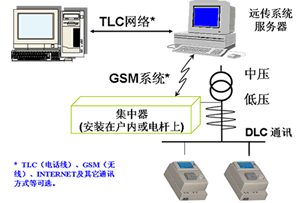 TLC网络*
远传系统
服务器
GSM系统*
中压
低压
集中器
(安装在户内或电杆上)
DLC 通讯
* TLC（电话线）、GSM（无
线）、INTERNET及其它通讯
方式等可选。